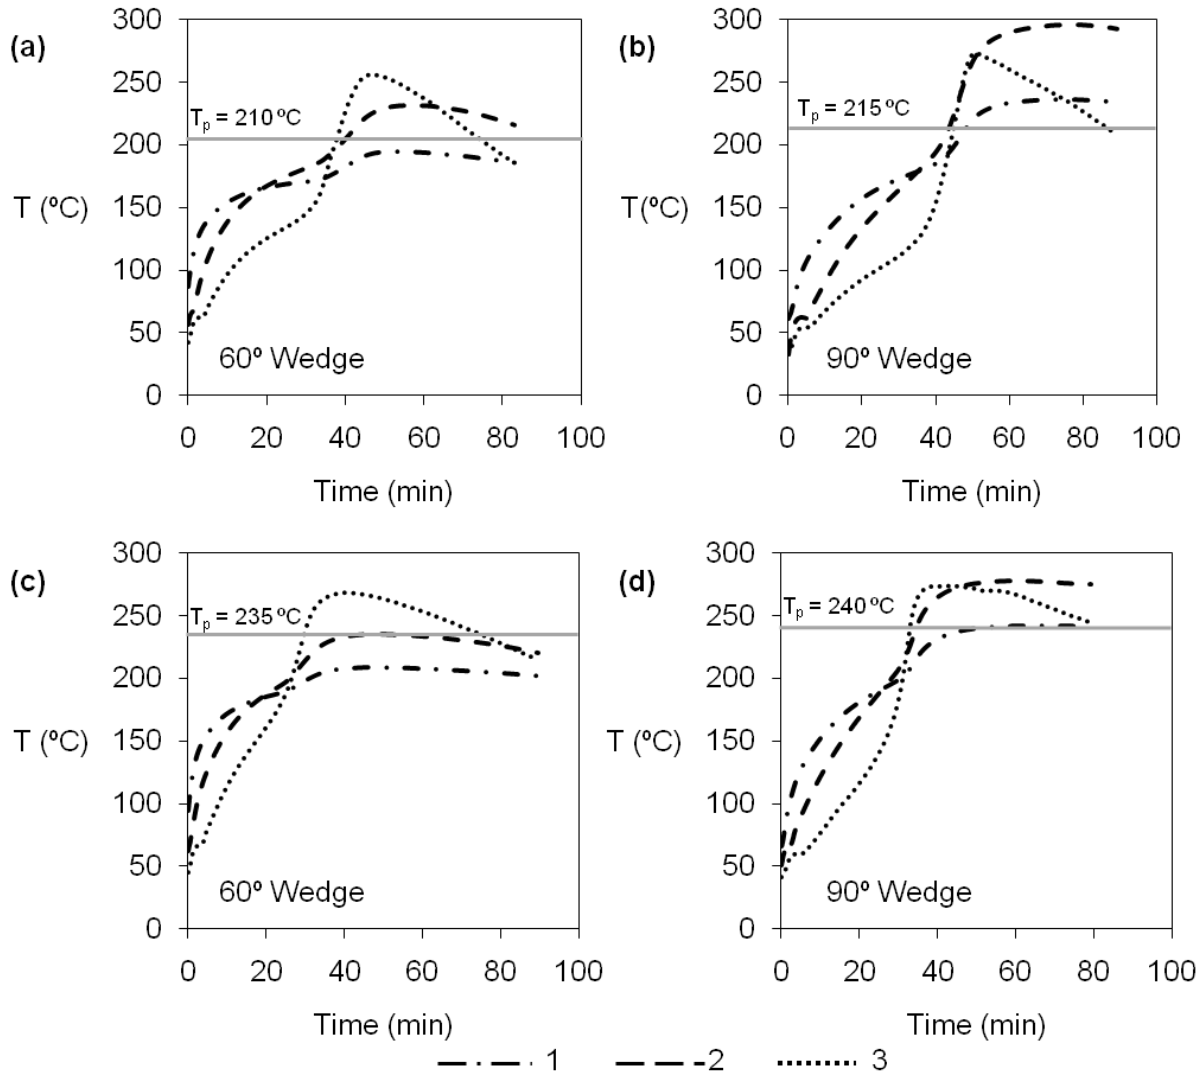 (a)
300
250
200
150
100
50
0
T (ºC)
Tp = 210 ºC
60º Wedge
0 20 40 60 80 100
Time (min)
(b)
300
250
200
150
100
50
0
T(ºC)
Tp = 215 ºC
90º Wedge
0 20 40 60 80 100
Time (min)
(c)
300
250
200
150
100
50
0
T (ºC)
Tp = 235 ºC
60º Wedge
0 20 40 60 80 100
Time (min)
(d)
300
250
200
150
100
50
0
T (ºC)
Tp = 240 ºC
90º Wedge
0 20 40 60 80 100
Time (min)
1 2 3